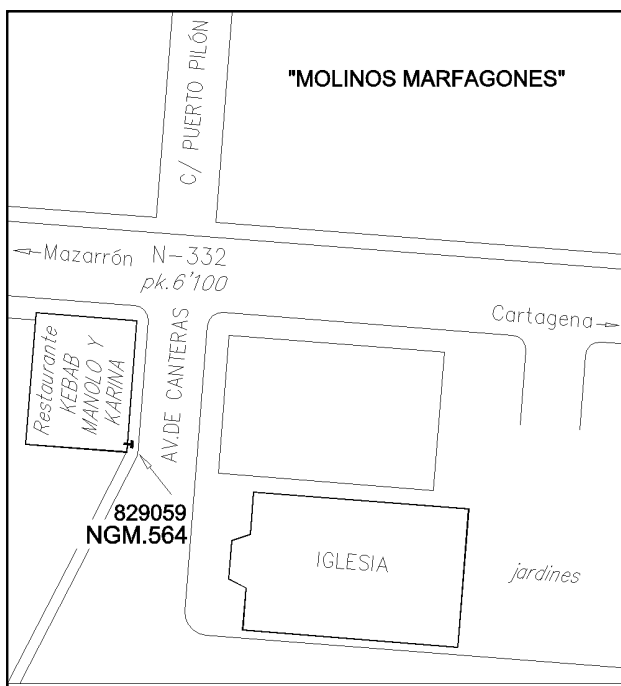 "MOLINOS MARFAGONES"
C/ PUERTO PILÓN
Mazarrón N-332
pk.6'100
Cartagena
Restaurante
KEBAB
MANOLO Y
KARINA
AV.DE CANTERAS
829059
NGM.564
IGLESIA
jardines